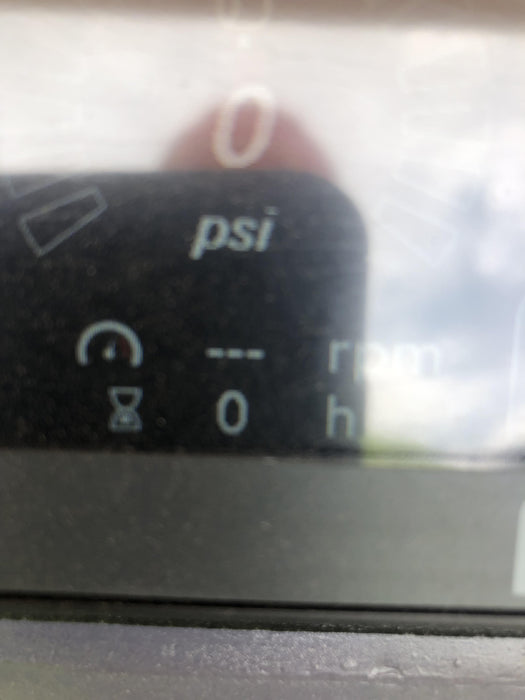 0
psi
--- rpm
0 h